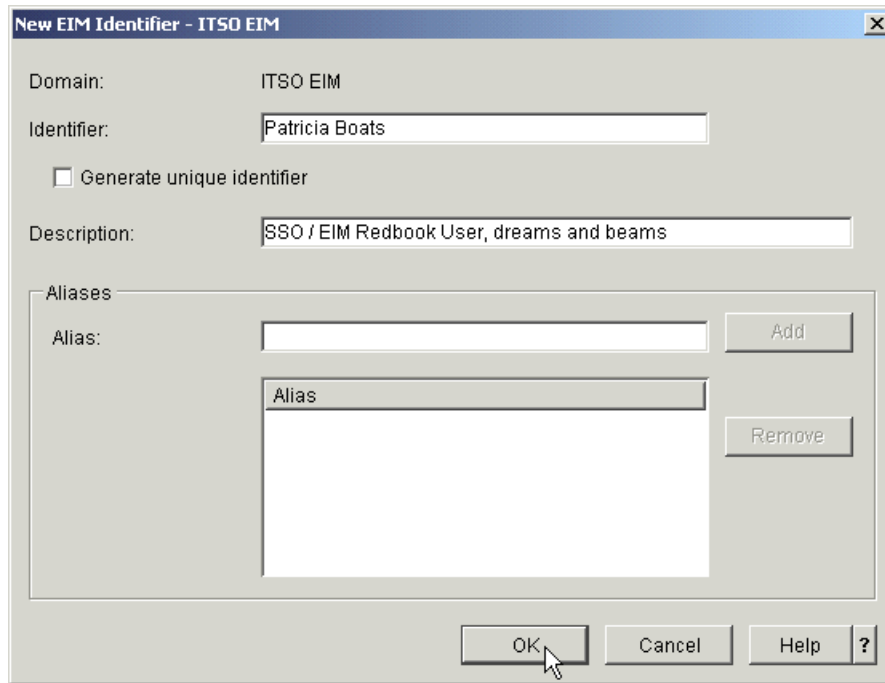 New EIM Identifier - ITSO EIM
Domain: ITSO EIM
Identifier: Patricia Boats
Generate unique identifier
Description: SSO / EIM Redbook User, dreams and beams
Aliases
Alias: Add
Alias
Remove
OK Cancel Help ?